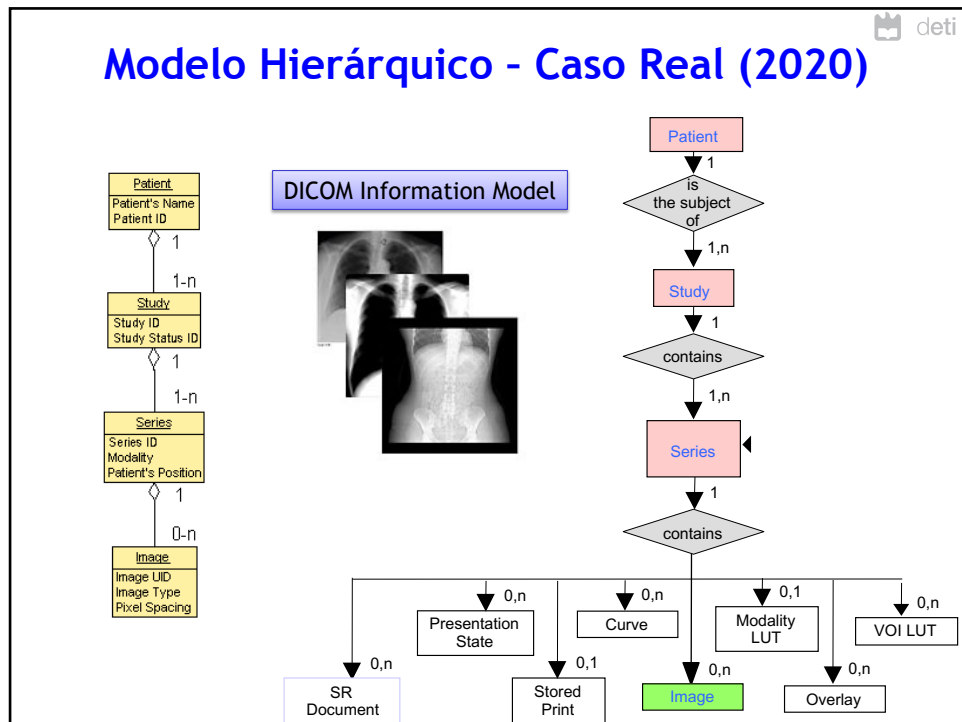 deti
Modelo Hierárquico - Caso Real (2020)
Patient
Patient's Name
Patient ID
1
1-n
Study
Study ID
Study Status ID
1
1-n
Series
Series ID
Modality
Patient's Position
1
0-n
Image
Image UID
Image Type
Pixel Spacing
DICOM Information Model
Patient
1
is
the subject
of
1,n
Study
1
contains
1,n
Series
1
contains
0,n
Presentation
State
0,n
Curve
0,1
Modality
LUT
0,n
VOI LUT
0,n
SR
Document
0,1
Stored
Print
0,n
Image
0,n
Overlay